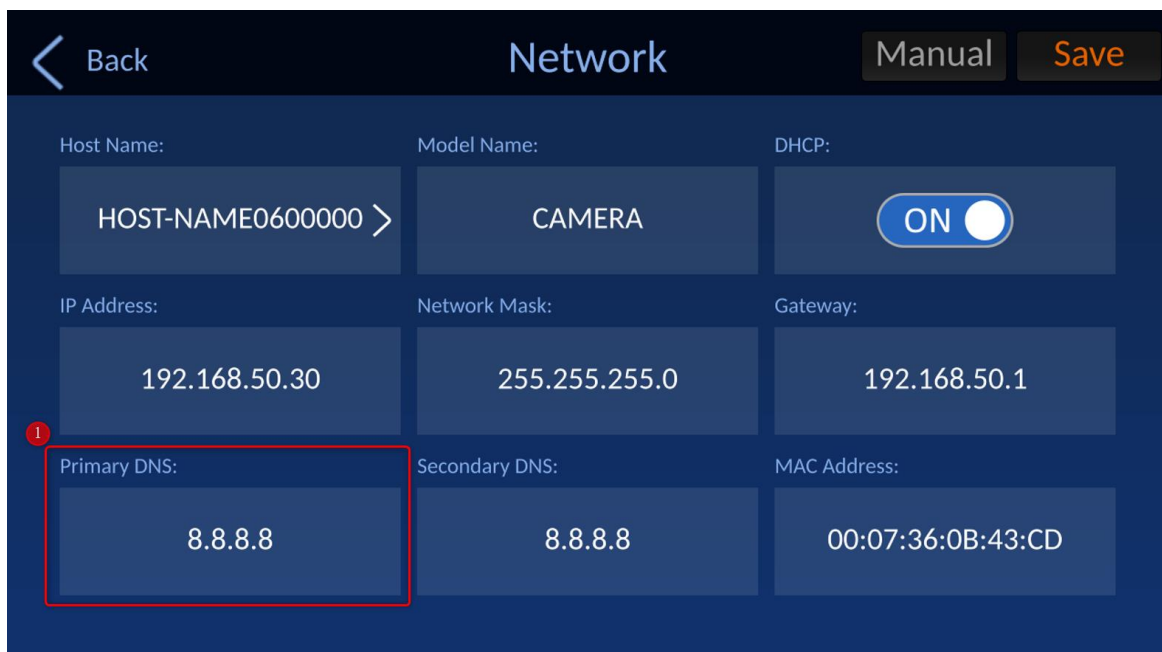 Back
Network
Manual
Save
Host Name:
Model Name:
DHCP:
HOST-NAME0600000
CAMERA
ON
IP Address:
Network Mask:
Gateway:
192.168.50.30
255.255.255.0
192.168.50.1
1
Primary DNS:
Secondary DNS:
MAC Address:
8.8.8.8
8.8.8.8
00:07:36:0B:43:CD